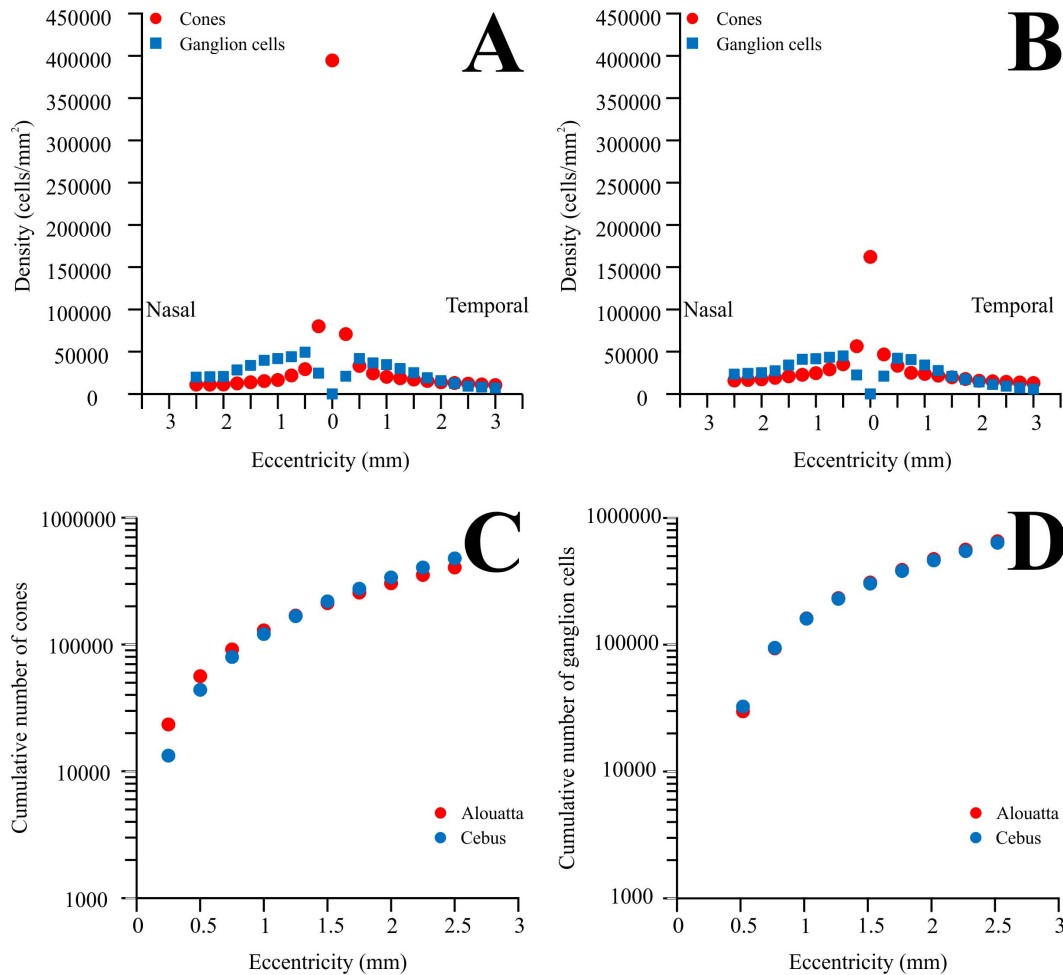 A
Cones
Ganglion cells
450000
400000
350000
300000
250000
200000
150000
100000
50000
0
Density (cells/mm²)
Nasal
Temporal
3 2 1 0 1 2 3
Eccentricity (mm)
B
Cones
Ganglion cells
450000
400000
350000
300000
250000
200000
150000
100000
50000
0
Density (cells/mm²)
Nasal
Temporal
3 2 1 0 1 2 3
Eccentricity (mm)
C
1000000
100000
10000
1000
Cumulative number of cones
Alouatta
Cebus
0 0.5 1 1.5 2 2.5 3
Eccentricity (mm)
D
1000000
100000
10000
1000
Cumulative number of ganglion cells
Alouatta
Cebus
0 0.5 1 1.5 2 2.5 3
Eccentricity (mm)